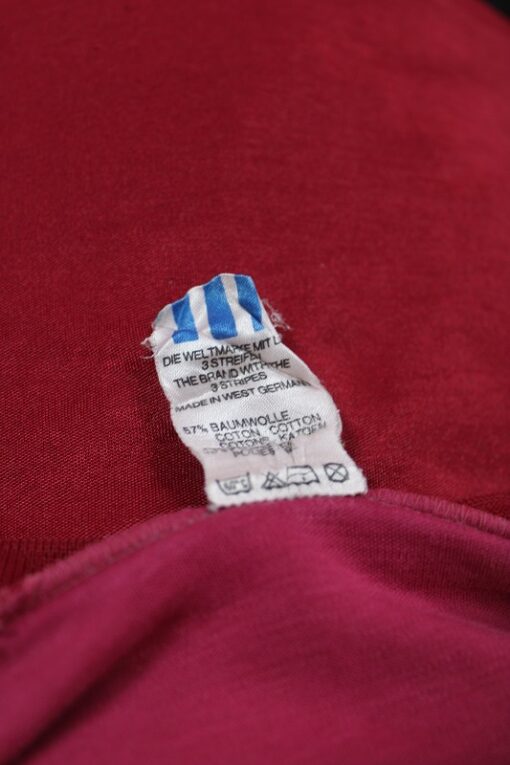 DIE WELTMARKE MIT
3 STREIFEN
THE BRAND WITH THE
3 STRIPES
MADE IN WEST GERMANY
57% BAUMWOLLE
COTON COTTON
60°C